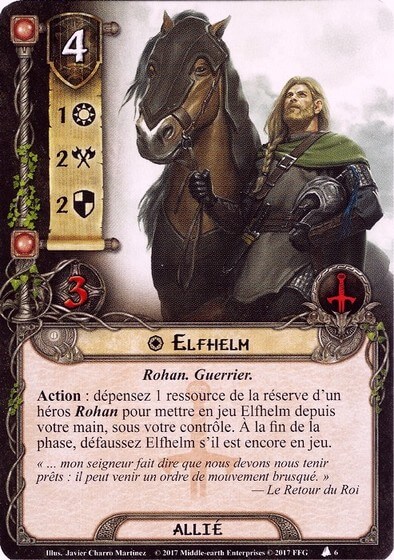 4
1
2
2
3
ELFHELM
Rohan. Guerrier.
Action : dépensez 1 ressource de la réserve d'un
héros Rohan pour mettre en jeu Elfhelm depuis
votre main, sous votre contrôle. À la fin de la
phase, défaussez Elfhelm s'il est encore en jeu.
« ... mon seigneur fait dire que nous devons nous tenir
prêts : il peut venir un ordre de mouvement brusqué. »
— Le Retour du Roi
ALLIÉ
Illus. Javier Charro Martínez © 2017 Middle-earth Enterprises © 2017 FFG 6